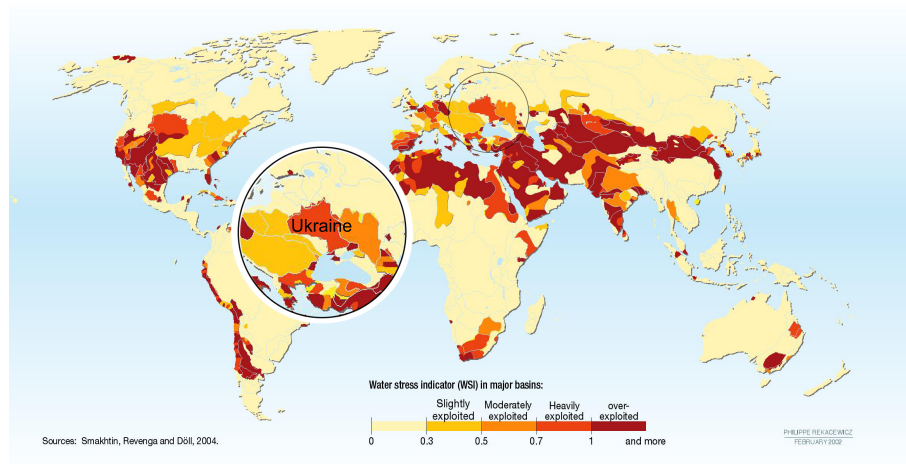 Ukraine
Water stress indicator (WSI) in major basins:
Slightly exploited
Moderately exploited
Heavily exploited
over-exploited
0 0.3 0.5 0.7 1 and more
Sources: Smakhtin, Revenga and Döll, 2004.
PHILIPPE REKACEWICZ
FEBRUARY 2002